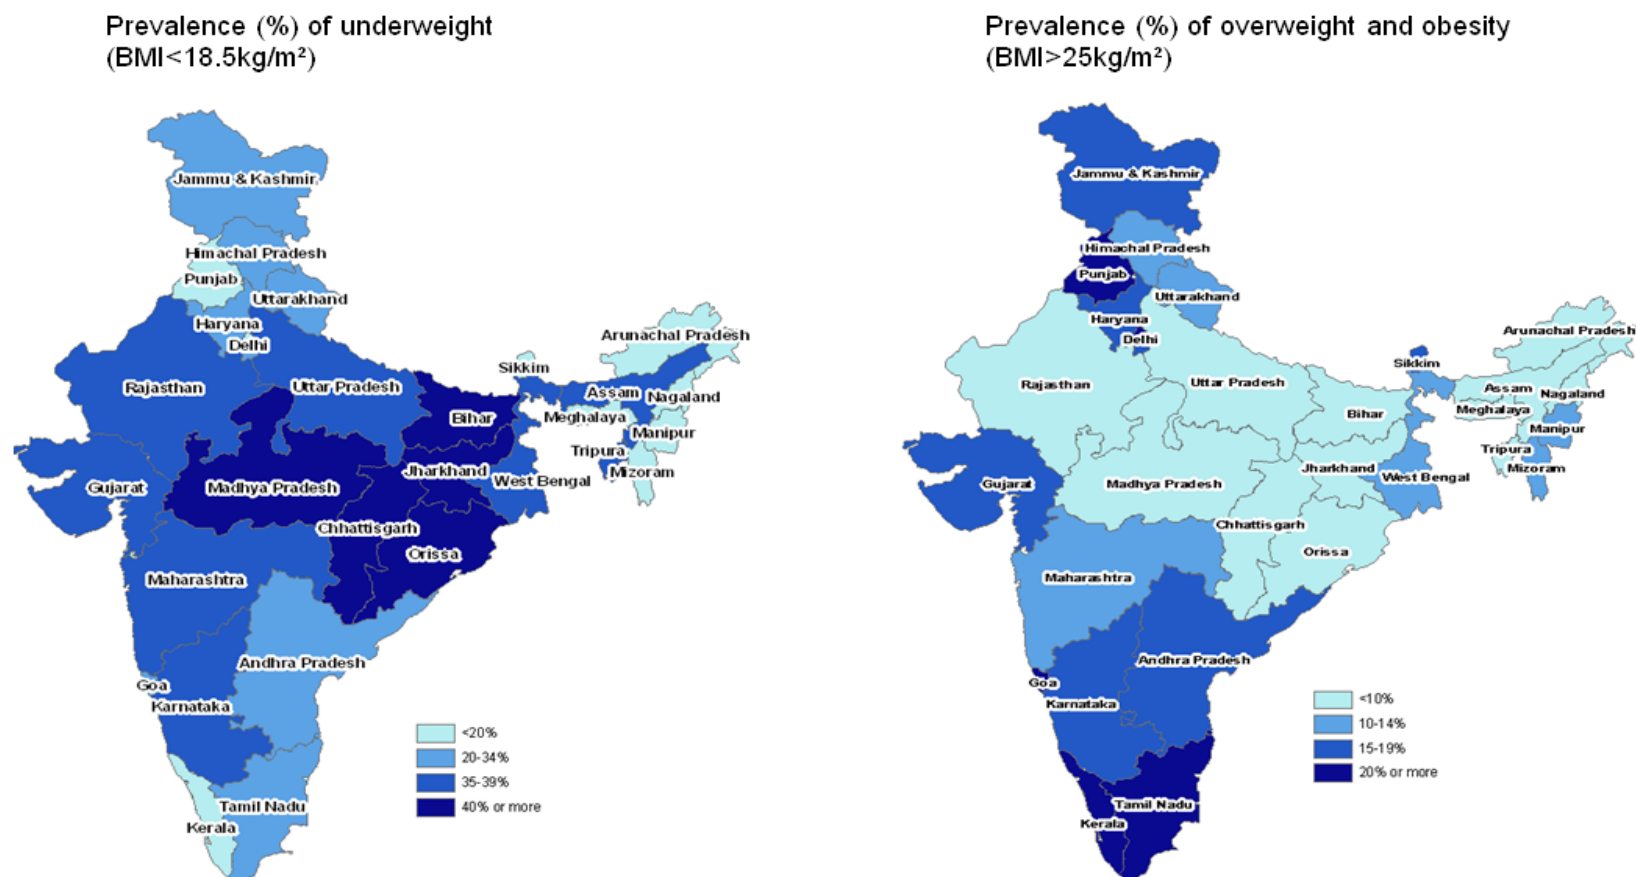 Prevalence (%) of underweight
(BMI<18.5kg/m²)
Jammu & Kashmir
Himachal Pradesh
Punjab
Uttarakhand
Haryana
Delhi
Arunachal Pradesh
Sikkim
Rajasthan
Uttar Pradesh
Assam
Nagaland
Bihar
Meghalaya
Manipur
Tripura
Jharkhand
Mizoram
Gujarat
Madhya Pradesh
West Bengal
Chhattisgarh
Orissa
Maharashtra
Andhra Pradesh
Goa
Karnataka
Tamil Nadu
Kerala
<20%
20-34%
35-39%
40% or more
Prevalence (%) of overweight and obesity
(BMI>25kg/m²)
Jammu & Kashmir
Himachal Pradesh
Punjab
Uttarakhand
Haryana
Delhi
Arunachal Pradesh
Sikkim
Rajasthan
Uttar Pradesh
Assam
Nagaland
Bihar
Meghalaya
Manipur
Tripura
Jharkhand
Mizoram
Gujarat
Madhya Pradesh
West Bengal
Chhattisgarh
Orissa
Maharashtra
Andhra Pradesh
Goa
Karnataka
Tamil Nadu
Kerala
<10%
10-14%
15-19%
20% or more